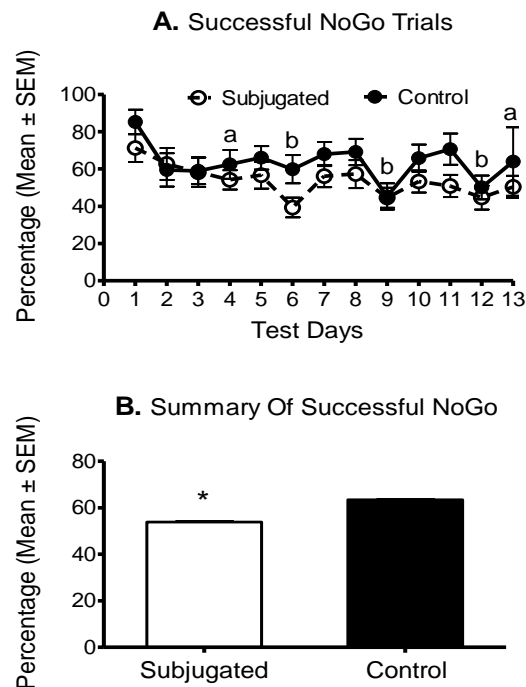 A. Successful NoGo Trials
Subjugated Control
Percentage (Mean ± SEM)
100
80
60
40
20
0
a b b b a
0 1 2 3 4 5 6 7 8 9 10 11 12 13
Test Days
B. Summary Of Successful NoGo
Percentage (Mean ± SEM)
80
60
40
20
0
*
Subjugated Control